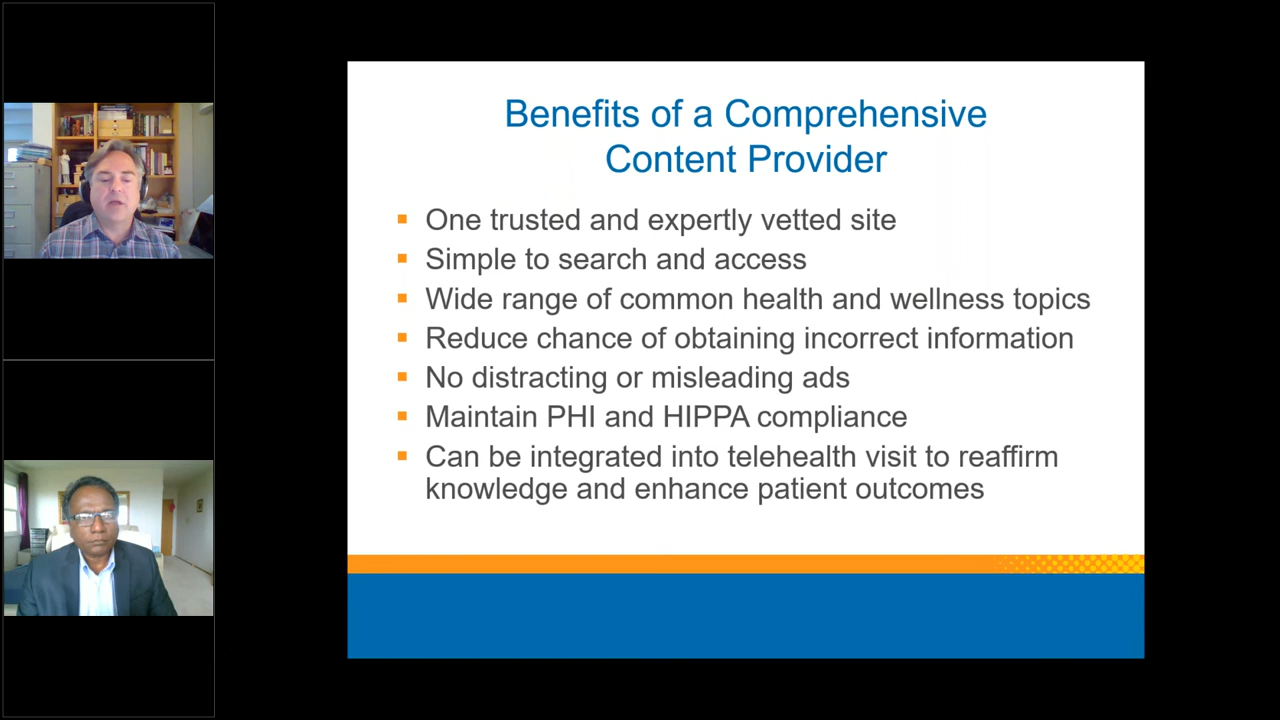 Benefits of a Comprehensive
Content Provider
One trusted and expertly vetted site
Simple to search and access
Wide range of common health and wellness topics
Reduce chance of obtaining incorrect information
No distracting or misleading ads
Maintain PHI and HIPPA compliance
Can be integrated into telehealth visit to reaffirm
knowledge and enhance patient outcomes